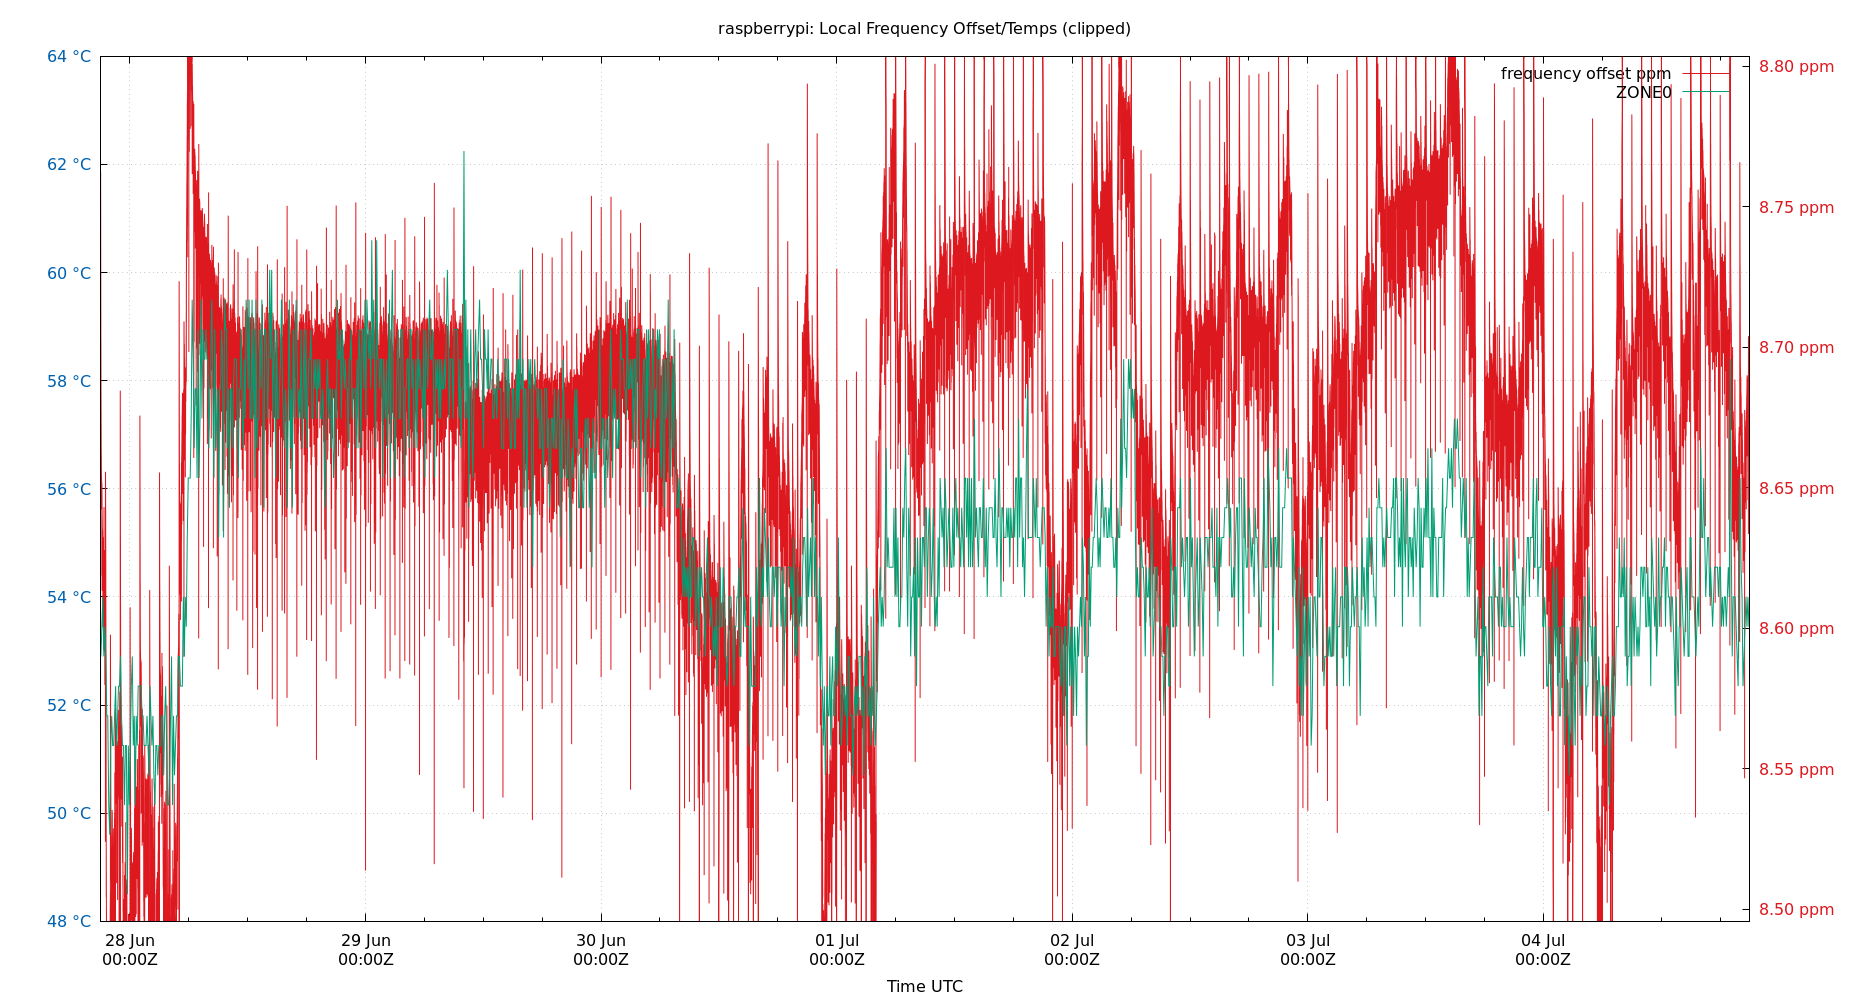 raspberrypi: Local Frequency Offset/Temps (clipped)
64 °C
62 °C
60 °C
58 °C
56 °C
54 °C
52 °C
50 °C
48 °C
8.80 ppm
8.75 ppm
8.70 ppm
8.65 ppm
8.60 ppm
8.55 ppm
8.50 ppm
frequency offset ppm
ZONE0
28 Jun 29 Jun 30 Jun 01 Jul 02 Jul 03 Jul 04 Jul
00:00Z 00:00Z 00:00Z 00:00Z 00:00Z 00:00Z 00:00Z
Time UTC